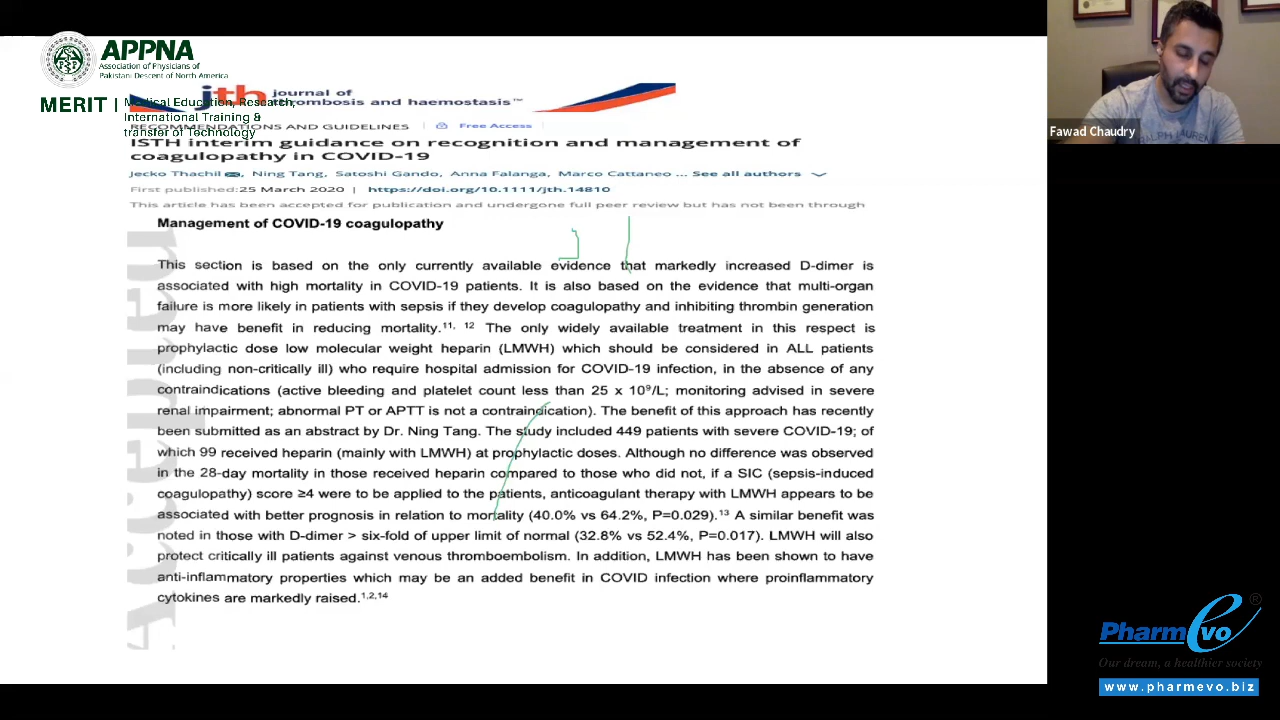 APPNA
Association of Physicians of
Pakistani Descent of North America
MERIT | Medical Education, Research,
International Training &
transfer of Technology
jth journal of
thrombosis and haemostasis™
RECOMMENDATIONS AND GUIDELINES Free Access
ISTH interim guidance on recognition and management of
coagulopathy in COVID-19
Jecko Thachil, Ning Tang, Satoshi Gando, Anna Falanga, Marco Cattaneo ... See all authors
First published:25 March 2020 | https://doi.org/10.1111/jth.14810
This article has been accepted for publication and undergone full peer review but has not been through
Management of COVID-19 coagulopathy
This section is based on the only currently available evidence that markedly increased D-dimer is
associated with high mortality in COVID-19 patients. It is also based on the evidence that multi-organ
failure is more likely in patients with sepsis if they develop coagulopathy and inhibiting thrombin generation
may have benefit in reducing mortality.11, 12 The only widely available treatment in this respect is
prophylactic dose low molecular weight heparin (LMWH) which should be considered in ALL patients
(including non-critically ill) who require hospital admission for COVID-19 infection, in the absence of any
contraindications (active bleeding and platelet count less than 25 x 10⁹/L; monitoring advised in severe
renal impairment; abnormal PT or APTT is not a contraindication). The benefit of this approach has recently
been submitted as an abstract by Dr. Ning Tang. The study included 449 patients with severe COVID-19; of
which 99 received heparin (mainly with LMWH) at prophylactic doses. Although no difference was observed
in the 28-day mortality in those received heparin compared to those who did not, if a SIC (sepsis-induced
coagulopathy) score ≥4 were to be applied to the patients, anticoagulant therapy with LMWH appears to be
associated with better prognosis in relation to mortality (40.0% vs 64.2%, P=0.029).13 A similar benefit was
noted in those with D-dimer > six-fold of upper limit of normal (32.8% vs 52.4%, P=0.017). LMWH will also
protect critically ill patients against venous thromboembolism. In addition, LMWH has been shown to have
anti-inflammatory properties which may be an added benefit in COVID infection where proinflammatory
cytokines are markedly raised.1,2,14
Fawad Chaudry
RALPH LAUREN
Pharmevo®
Our dream, a healthier society
www.pharmevo.biz